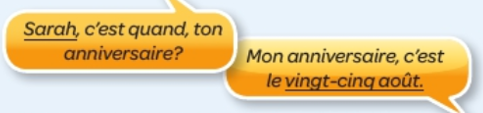 Sarah, c'est quand, ton
anniversaire?
Mon anniversaire, c'est
le vingt-cinq août.